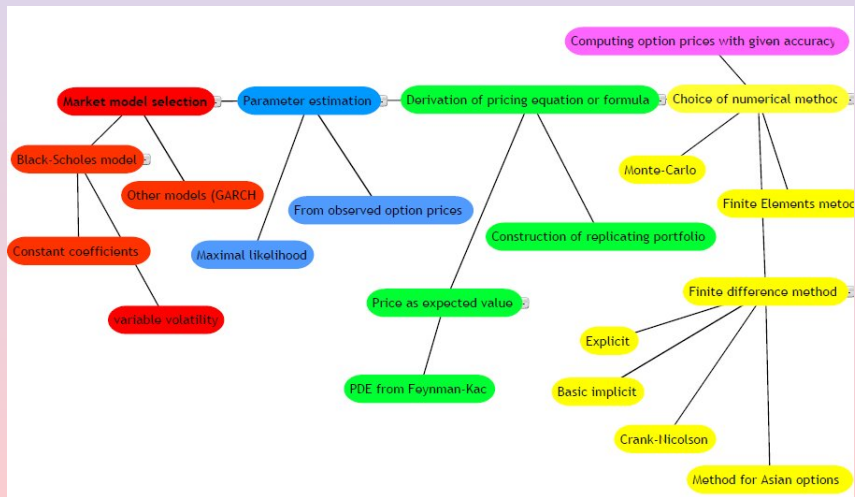 Computing option prices with given accuracy
Market model selection
Parameter estimation
Derivation of pricing equation or formula
Choice of numerical methoc
Black-Scholes model
Monte-Carlo
Other models (GARCH
Finite Elements metoc
From observed option prices
Construction of replicating portfolio
Constant coefficients
Maximal likelihood
Finite difference method
Price as expected value
variable volatility
Explicit
PDE from Feynman-Kac
Basic implicit
Crank-Nicolson
Method for Asian options